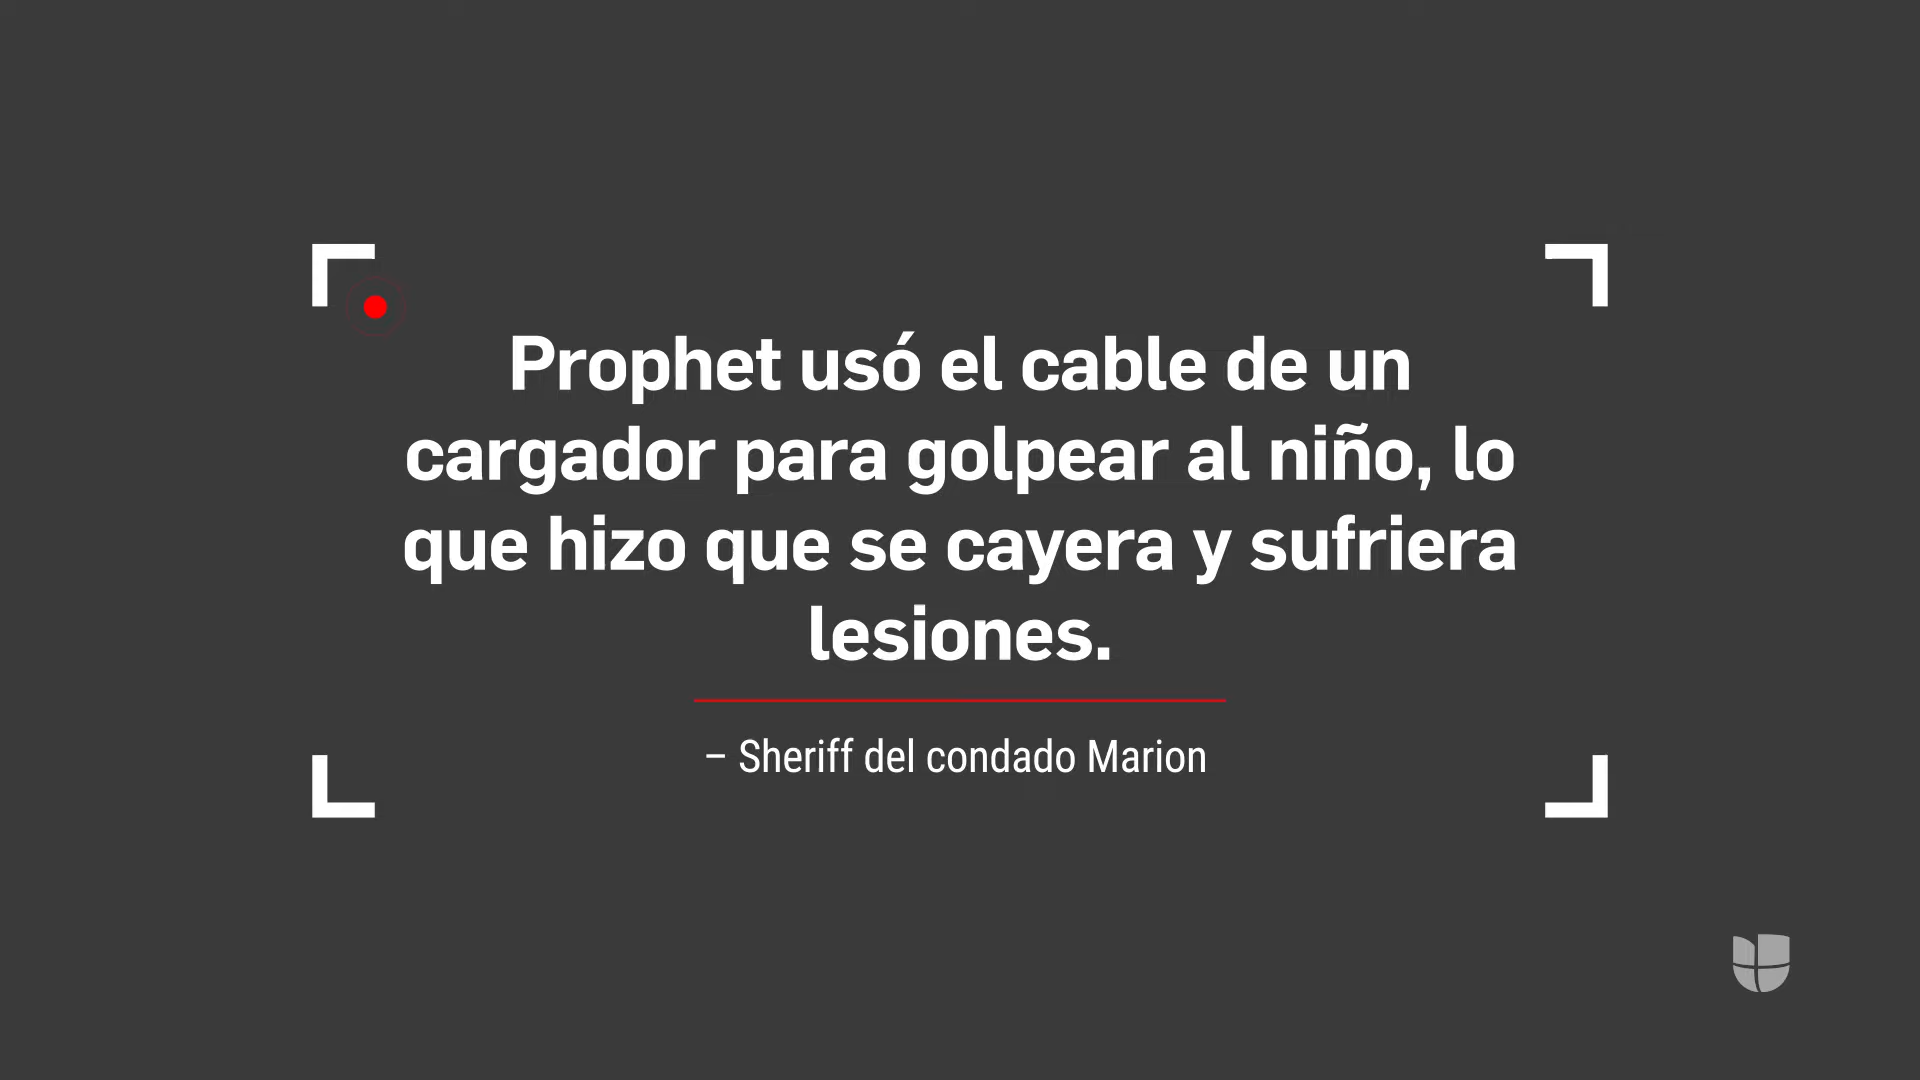 Prophet usó el cable de un
cargador para golpear al niño, lo
que hizo que se cayera y sufriera
lesiones.
– Sheriff del condado Marion